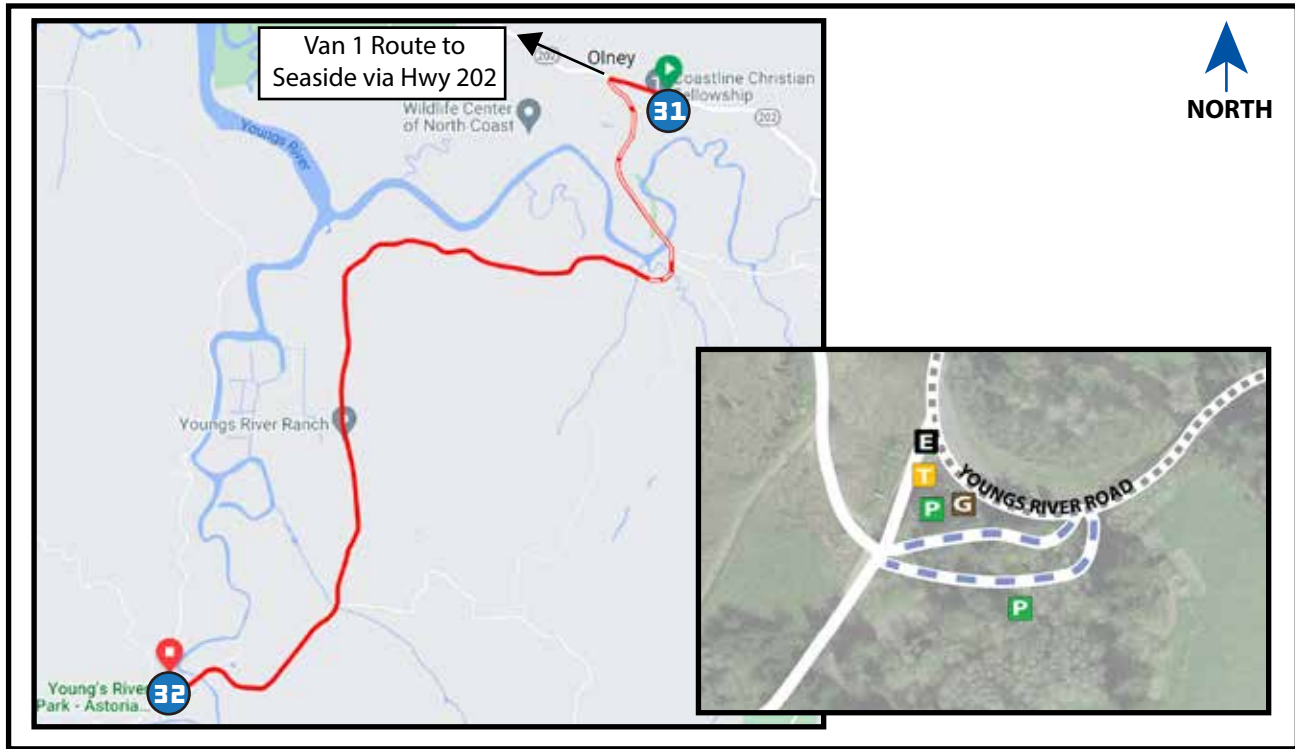 Van 1 Route to
Seaside via Hwy 202
202
Olney
Coastline Christian
Fellowship
31
202
Wildlife Center
of North Coast
NORTH
Youngs River
Youngs River Ranch
Young's River
Park - Astoria...
32
E
T
P
G
YOUNGS RIVER ROAD
P